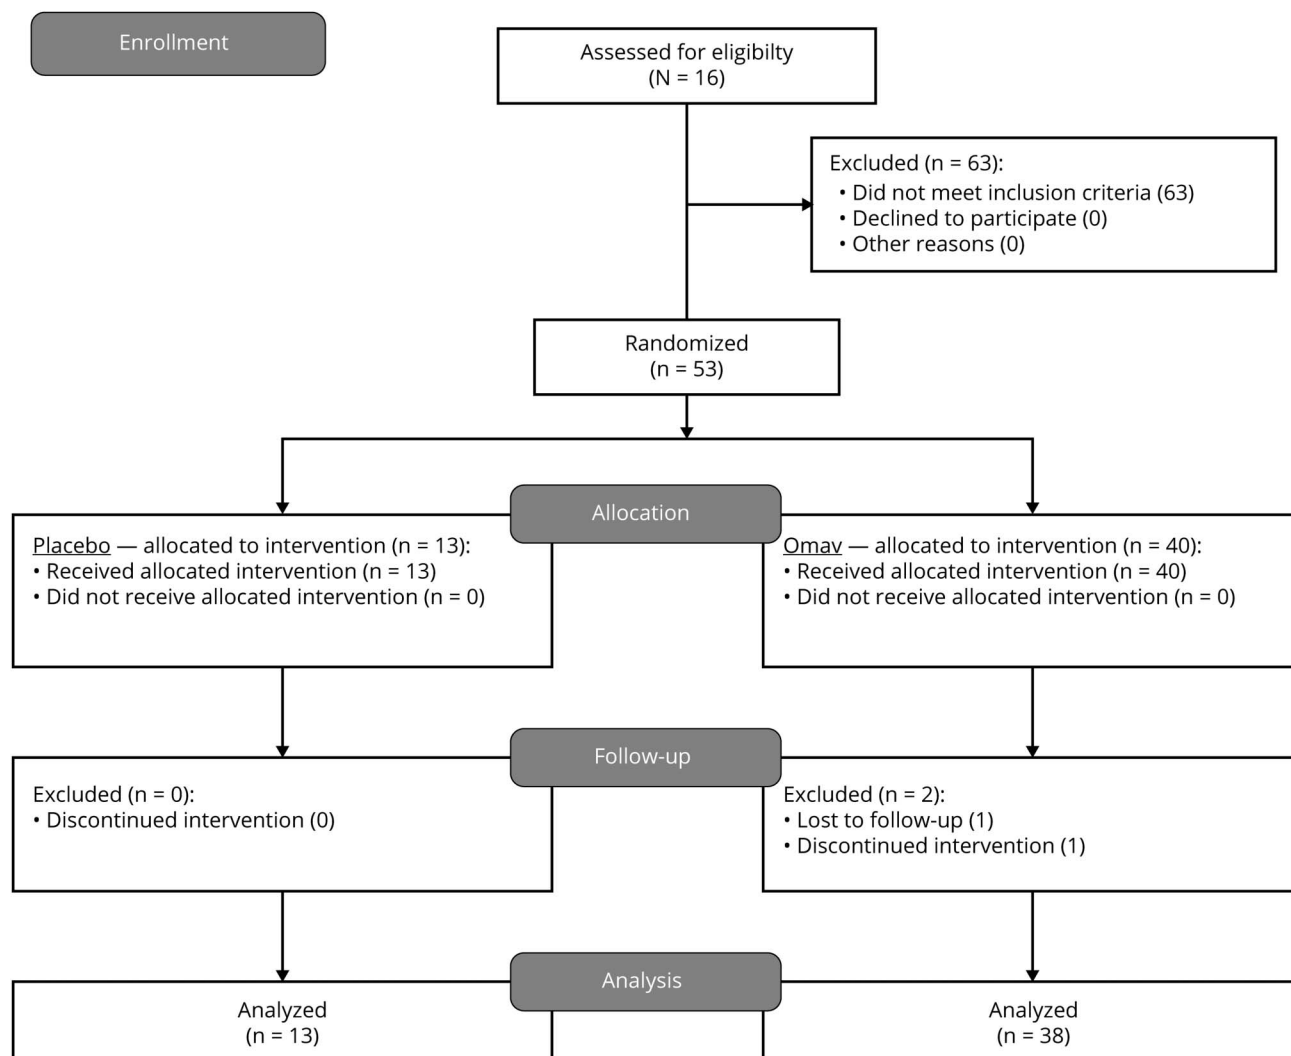 Enrollment
Assessed for eligibilty
(N = 16)
Excluded (n = 63):
• Did not meet inclusion criteria (63)
• Declined to participate (0)
• Other reasons (0)
Randomized
(n = 53)
Allocation
Placebo — allocated to intervention (n = 13):
• Received allocated intervention (n = 13)
• Did not receive allocated intervention (n = 0)
Omav — allocated to intervention (n = 40):
• Received allocated intervention (n = 40)
• Did not receive allocated intervention (n = 0)
Follow-up
Excluded (n = 0):
• Discontinued intervention (0)
Excluded (n = 2):
• Lost to follow-up (1)
• Discontinued intervention (1)
Analysis
Analyzed
(n = 13)
Analyzed
(n = 38)